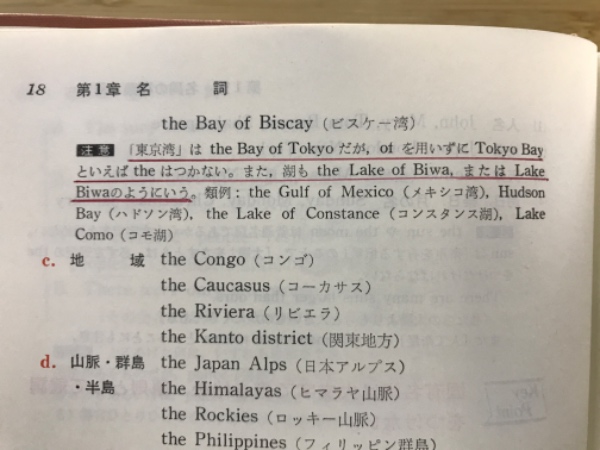 18 第1章 名 詞
the Bay of Biscay (ビスケー湾)
注意 「東京湾」は the Bay of Tokyo だが, of を用いずに Tokyo Bay
といえば the はつかない。また, 湖も the Lake of Biwa, または Lake
Biwaのようにいう。類例: the Gulf of Mexico (メキシコ湾), Hudson
Bay (ハドソン湾), the Lake of Constance (コンスタンス湖), Lake
Como (コモ湖)
c. 地 域 the Congo (コンゴ)
the Caucasus (コーカサス)
the Riviera (リビエラ)
the Kanto district (関東地方)
d. 山脈・群島 the Japan Alps (日本アルプス)
・半島 the Himalayas (ヒマラヤ山脈)
the Rockies (ロッキー山脈)
the Philippines (フィリッピン群島)